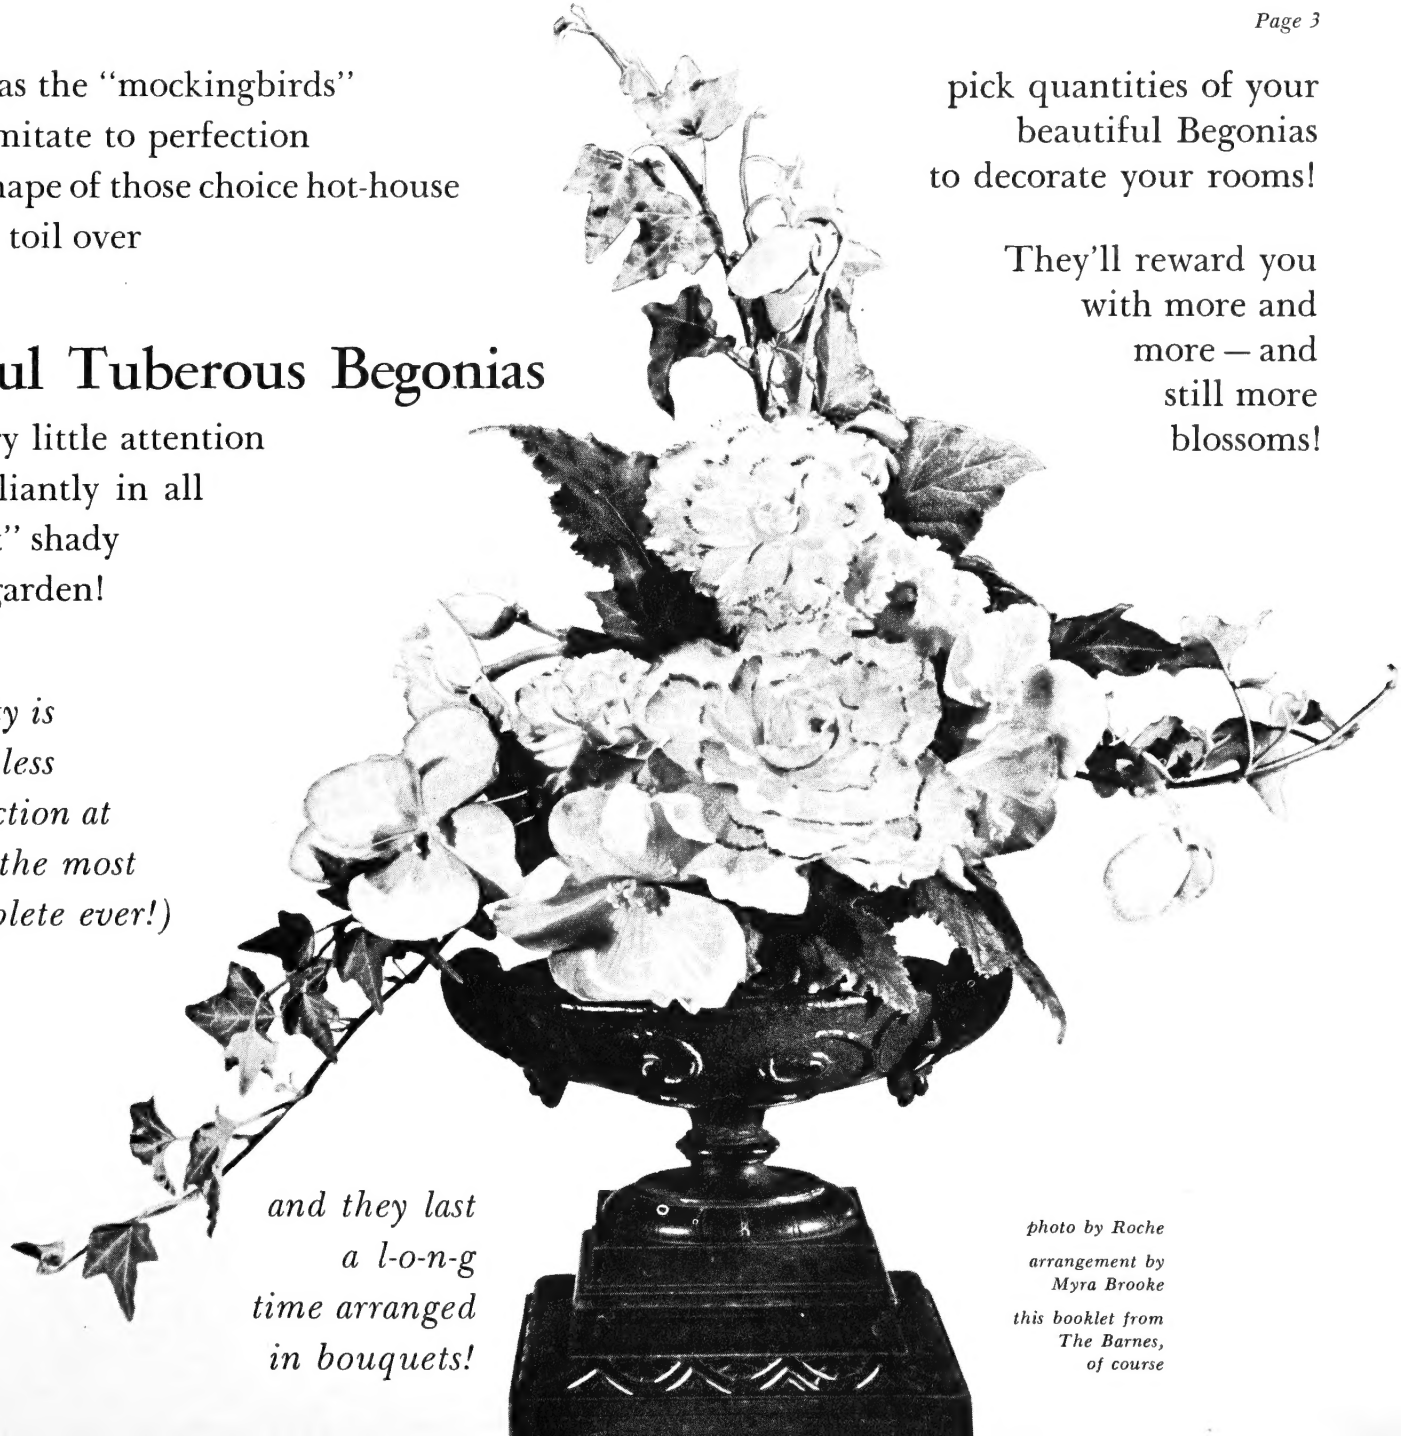 Page 3
as the “mockingbirds”
mitate to perfection
hape of those choice hot-house
toil over
ul Tuberous Begonias
y little attention
liantly in all
” shady
garden!
y is
less
ction at
the most
plete ever!)
pick quantities of your
beautiful Begonias
to decorate your rooms!
They’ll reward you
with more and
more — and
still more
blossoms!
and they last
a l-o-n-g
time arranged
in bouquets!
photo by Roche
arrangement by
Myra Brooke
this booklet from
The Barnes,
of course